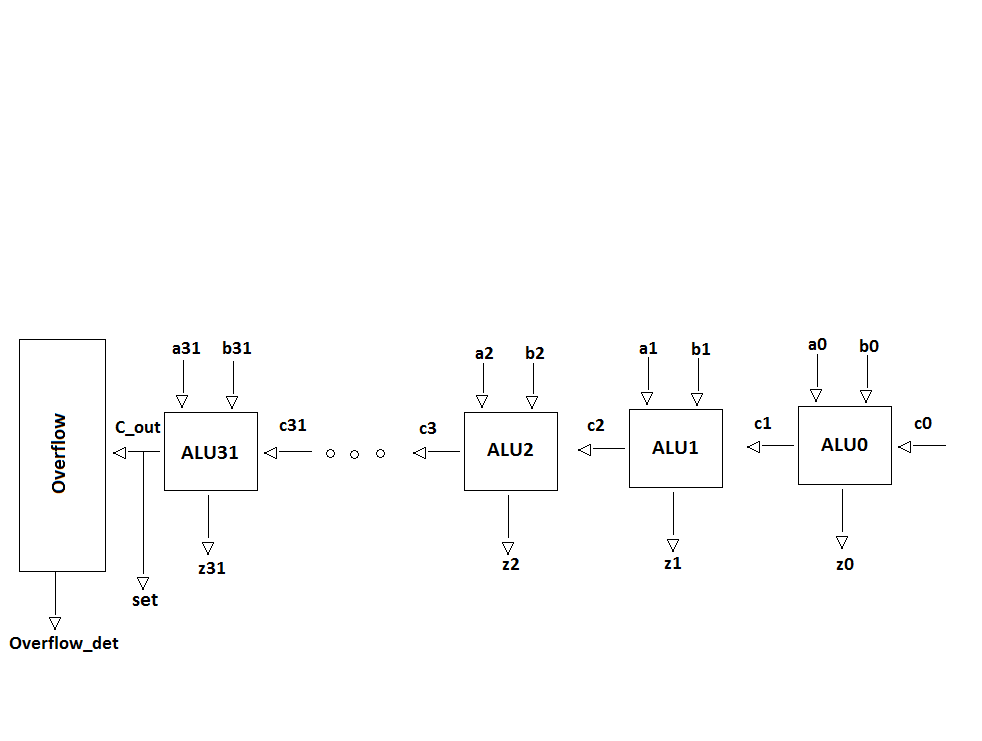 a31 b31
a2 b2
a1 b1
a0 b0
C_out
c31
c3
c2
c1
c0
Overflow
ALU31
ALU2
ALU1
ALU0
z31
z2
z1
z0
set
Overflow_det